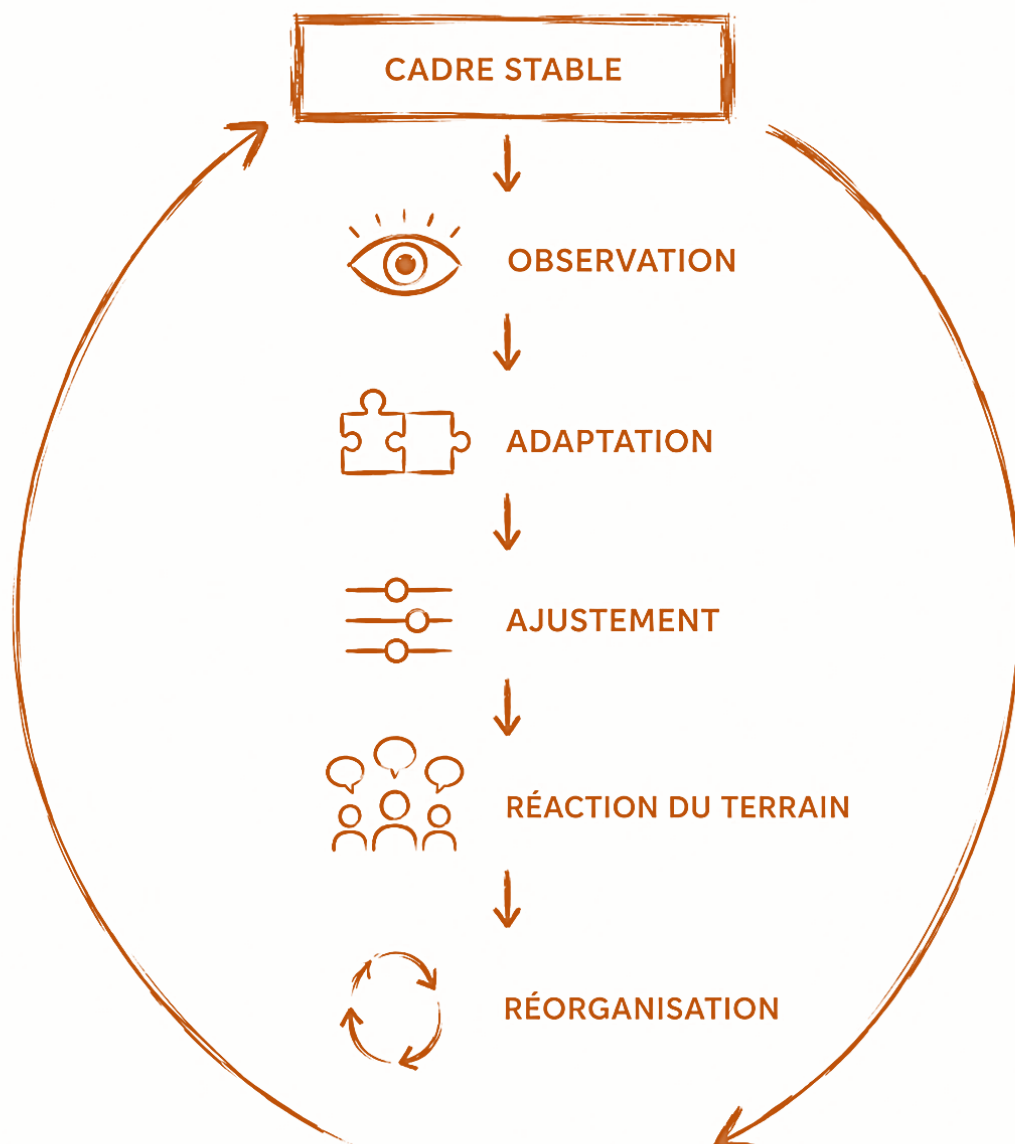 CADRE STABLE
OBSERVATION
ADAPTATION
AJUSTEMENT
RÉACTION DU TERRAIN
RÉORGANISATION